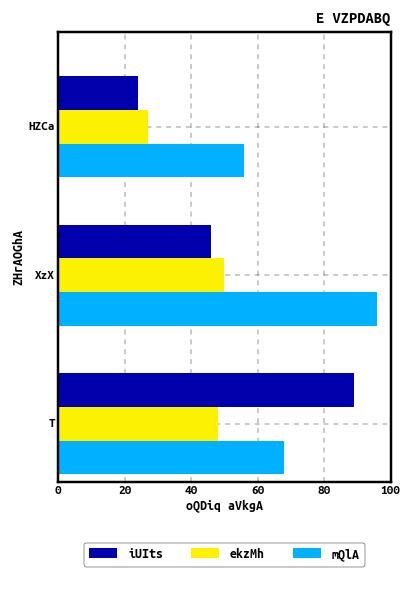 E VZPDABQ
ZHrAOGhA
HZCa
XzX
T
0 20 40 60 80 100
oQDiq aVkgA
iUIts ekzMh mQlA